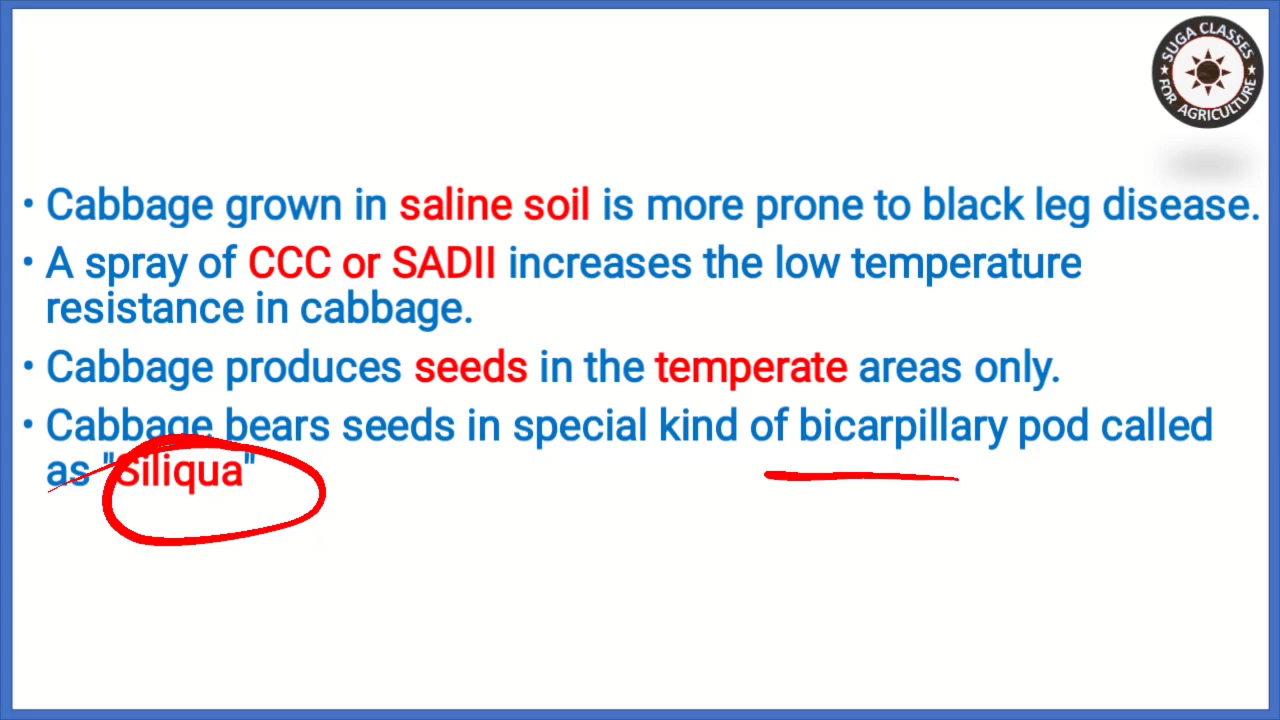 SUGA CLASSES
FOR AGRICULTURE
• Cabbage grown in saline soil is more prone to black leg disease.
• A spray of CCC or SADII increases the low temperature
resistance in cabbage.
• Cabbage produces seeds in the temperate areas only.
• Cabbage bears seeds in special kind of bicarpillary pod called
as "Siliqua"